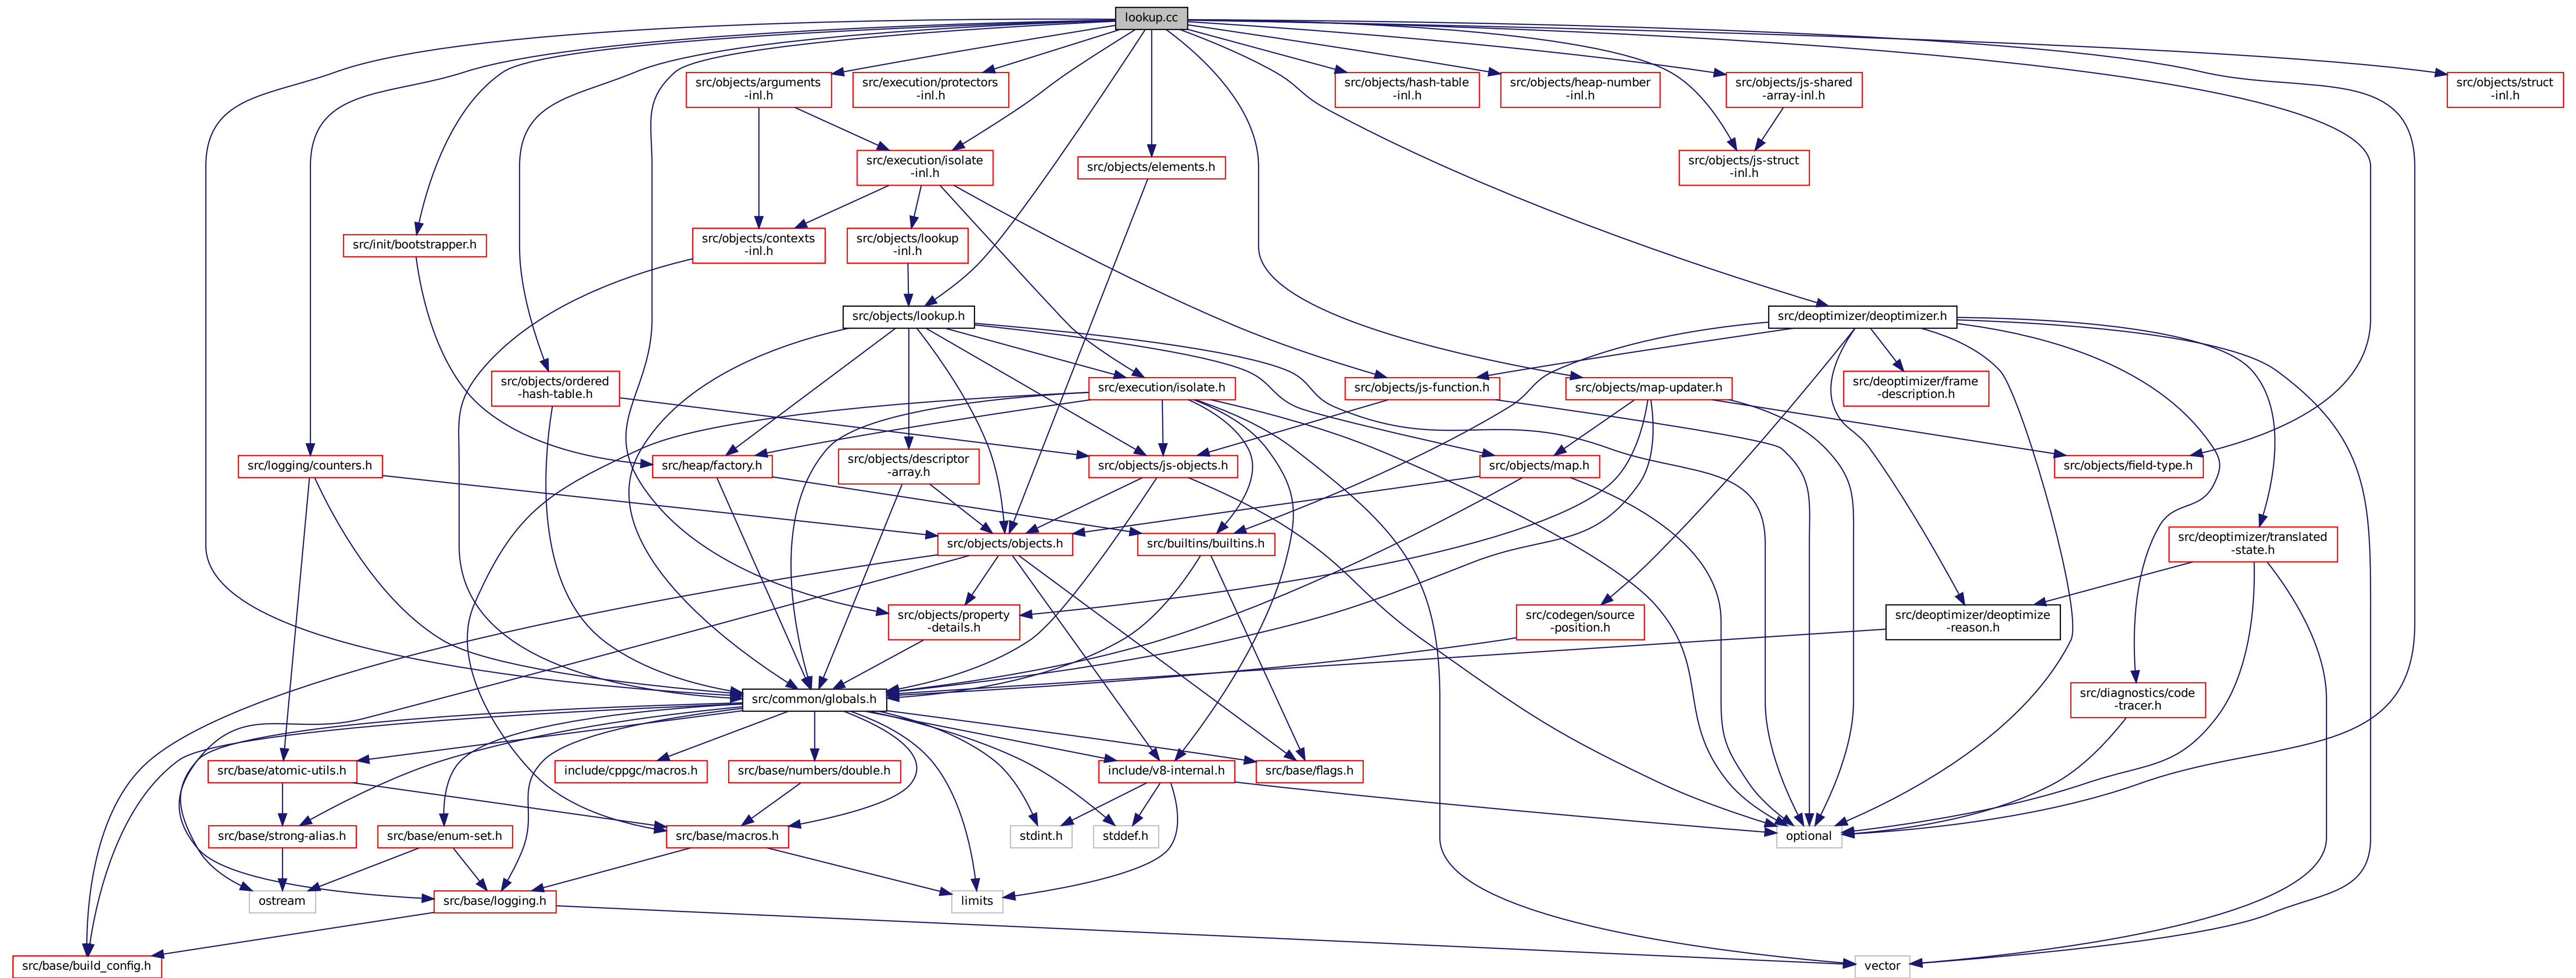 lookup.cc
src/objects/arguments
-inl.h
src/execution/protectors
-inl.h
src/objects/hash-table
-inl.h
src/objects/heap-number
-inl.h
src/objects/js-shared
-array-inl.h
src/objects/struct
-inl.h
src/execution/isolate
-inl.h
src/objects/elements.h
src/objects/js-struct
-inl.h
src/init/bootstrapper.h
src/objects/contexts
-inl.h
src/objects/lookup
-inl.h
src/objects/lookup.h
src/deoptimizer/deoptimizer.h
src/objects/ordered
-hash-table.h
src/execution/isolate.h
src/objects/js-function.h
src/objects/map-updater.h
src/deoptimizer/frame
-description.h
src/logging/counters.h
src/heap/factory.h
src/objects/descriptor
-array.h
src/objects/js-objects.h
src/objects/map.h
src/objects/field-type.h
src/objects/objects.h
src/builtins/builtins.h
src/deoptimizer/translated
-state.h
src/objects/property
-details.h
src/codegen/source
-position.h
src/deoptimizer/deoptimize
-reason.h
src/common/globals.h
src/diagnostics/code
-tracer.h
src/base/atomic-utils.h
include/cppgc/macros.h
src/base/numbers/double.h
include/v8-internal.h
src/base/flags.h
src/base/strong-alias.h
src/base/enum-set.h
src/base/macros.h
stdint.h
stddef.h
optional
ostream
src/base/logging.h
limits
src/base/build_config.h
vector